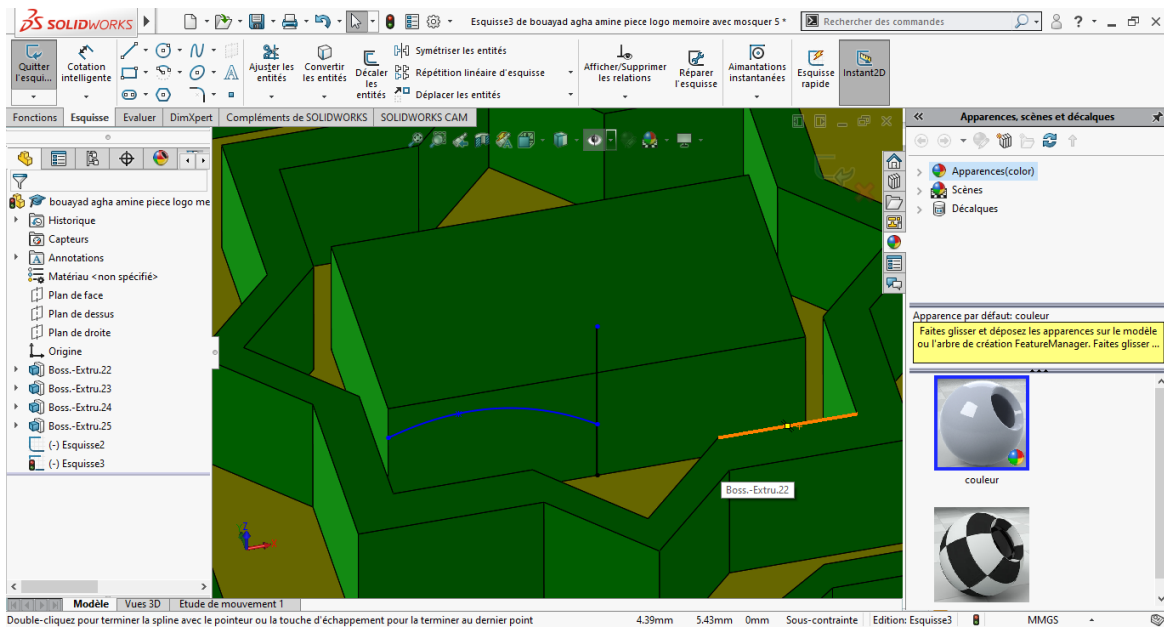 SOLIDWORKS
Esquisse3 de bouayad agha amine piece logo memoire avec mosquer 5 *
Rechercher des commandes
Quitter l'esqui...
Cotation intelligente
Ajuster les entités
Convertir les entités
Décaler les entités
Symétriser les entités
Répétition linéaire d'esquisse
Déplacer les entités
Afficher/Supprimer les relations
Réparer l'esquisse
Aimantations instantanées
Esquisse rapide
Instant2D
Fonctions Esquisse Evaluer DimXpert Compléments de SOLIDWORKS SOLIDWORKS CAM
bouayad agha amine piece logo me
Historique
Capteurs
Annotations
Matériau <non spécifié>
Plan de face
Plan de dessus
Plan de droite
Origine
Boss.-Extru.22
Boss.-Extru.23
Boss.-Extru.24
Boss.-Extru.25
(-) Esquisse2
(-) Esquisse3
Boss.-Extru.22
Z
Apparences, scènes et décalques
Apparences(color)
Scènes
Décalques
Apparence par défaut: couleur
Faites glisser et déposez les apparences sur le modèle
ou l'arbre de création FeatureManager. Faites glisser ...
couleur
Modèle Vues 3D Etude de mouvement 1
Double-cliquez pour terminer la spline avec le pointeur ou la touche d'échappement pour la terminer au dernier point 4.39mm 5.43mm 0mm Sous-contrainte Edition: Esquisse3 MMGS